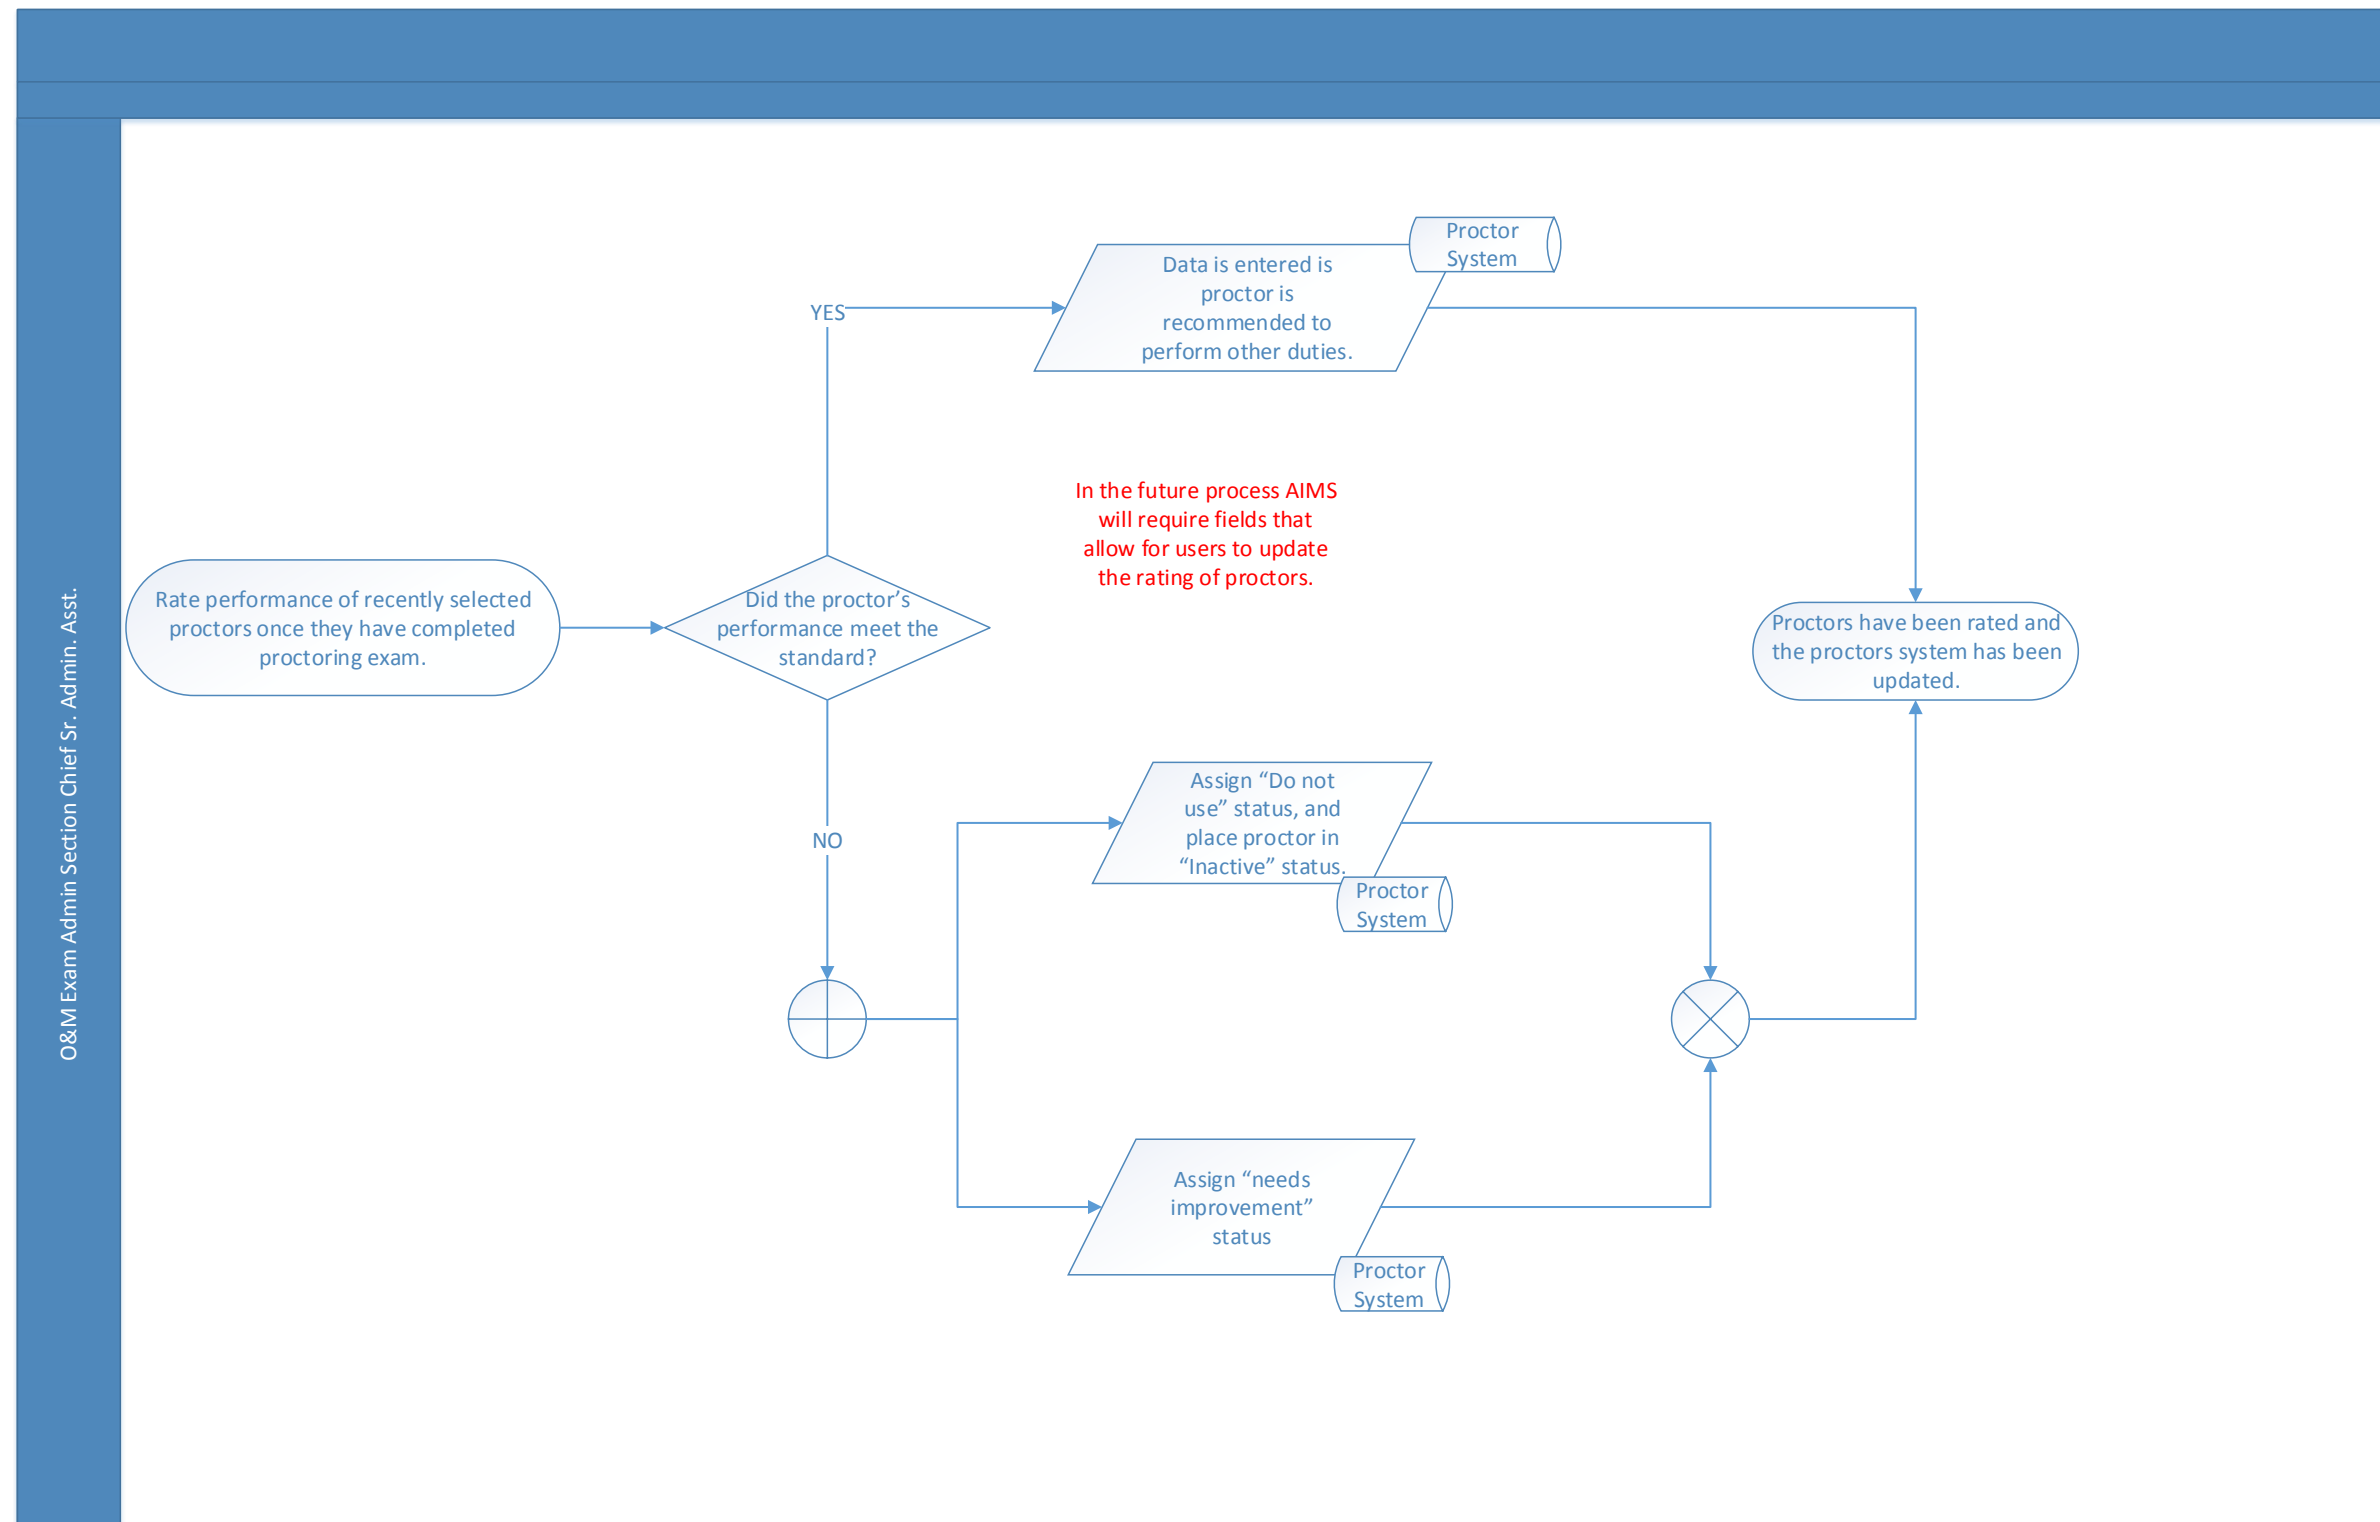 O&M Exam Admin Section Chief Sr. Admin. Asst.
Rate performance of recently selected
proctors once they have completed
proctoring exam.
Did the proctor’s
performance meet the
standard?
YES
Data is entered is
proctor is
recommended to
perform other duties.
Proctor
System
In the future process AIMS
will require fields that
allow for users to update
the rating of proctors.
Proctors have been rated and
the proctors system has been
updated.
NO
Assign “Do not
use” status, and
place proctor in
“Inactive” status.
Proctor
System
Assign “needs
improvement”
status
Proctor
System